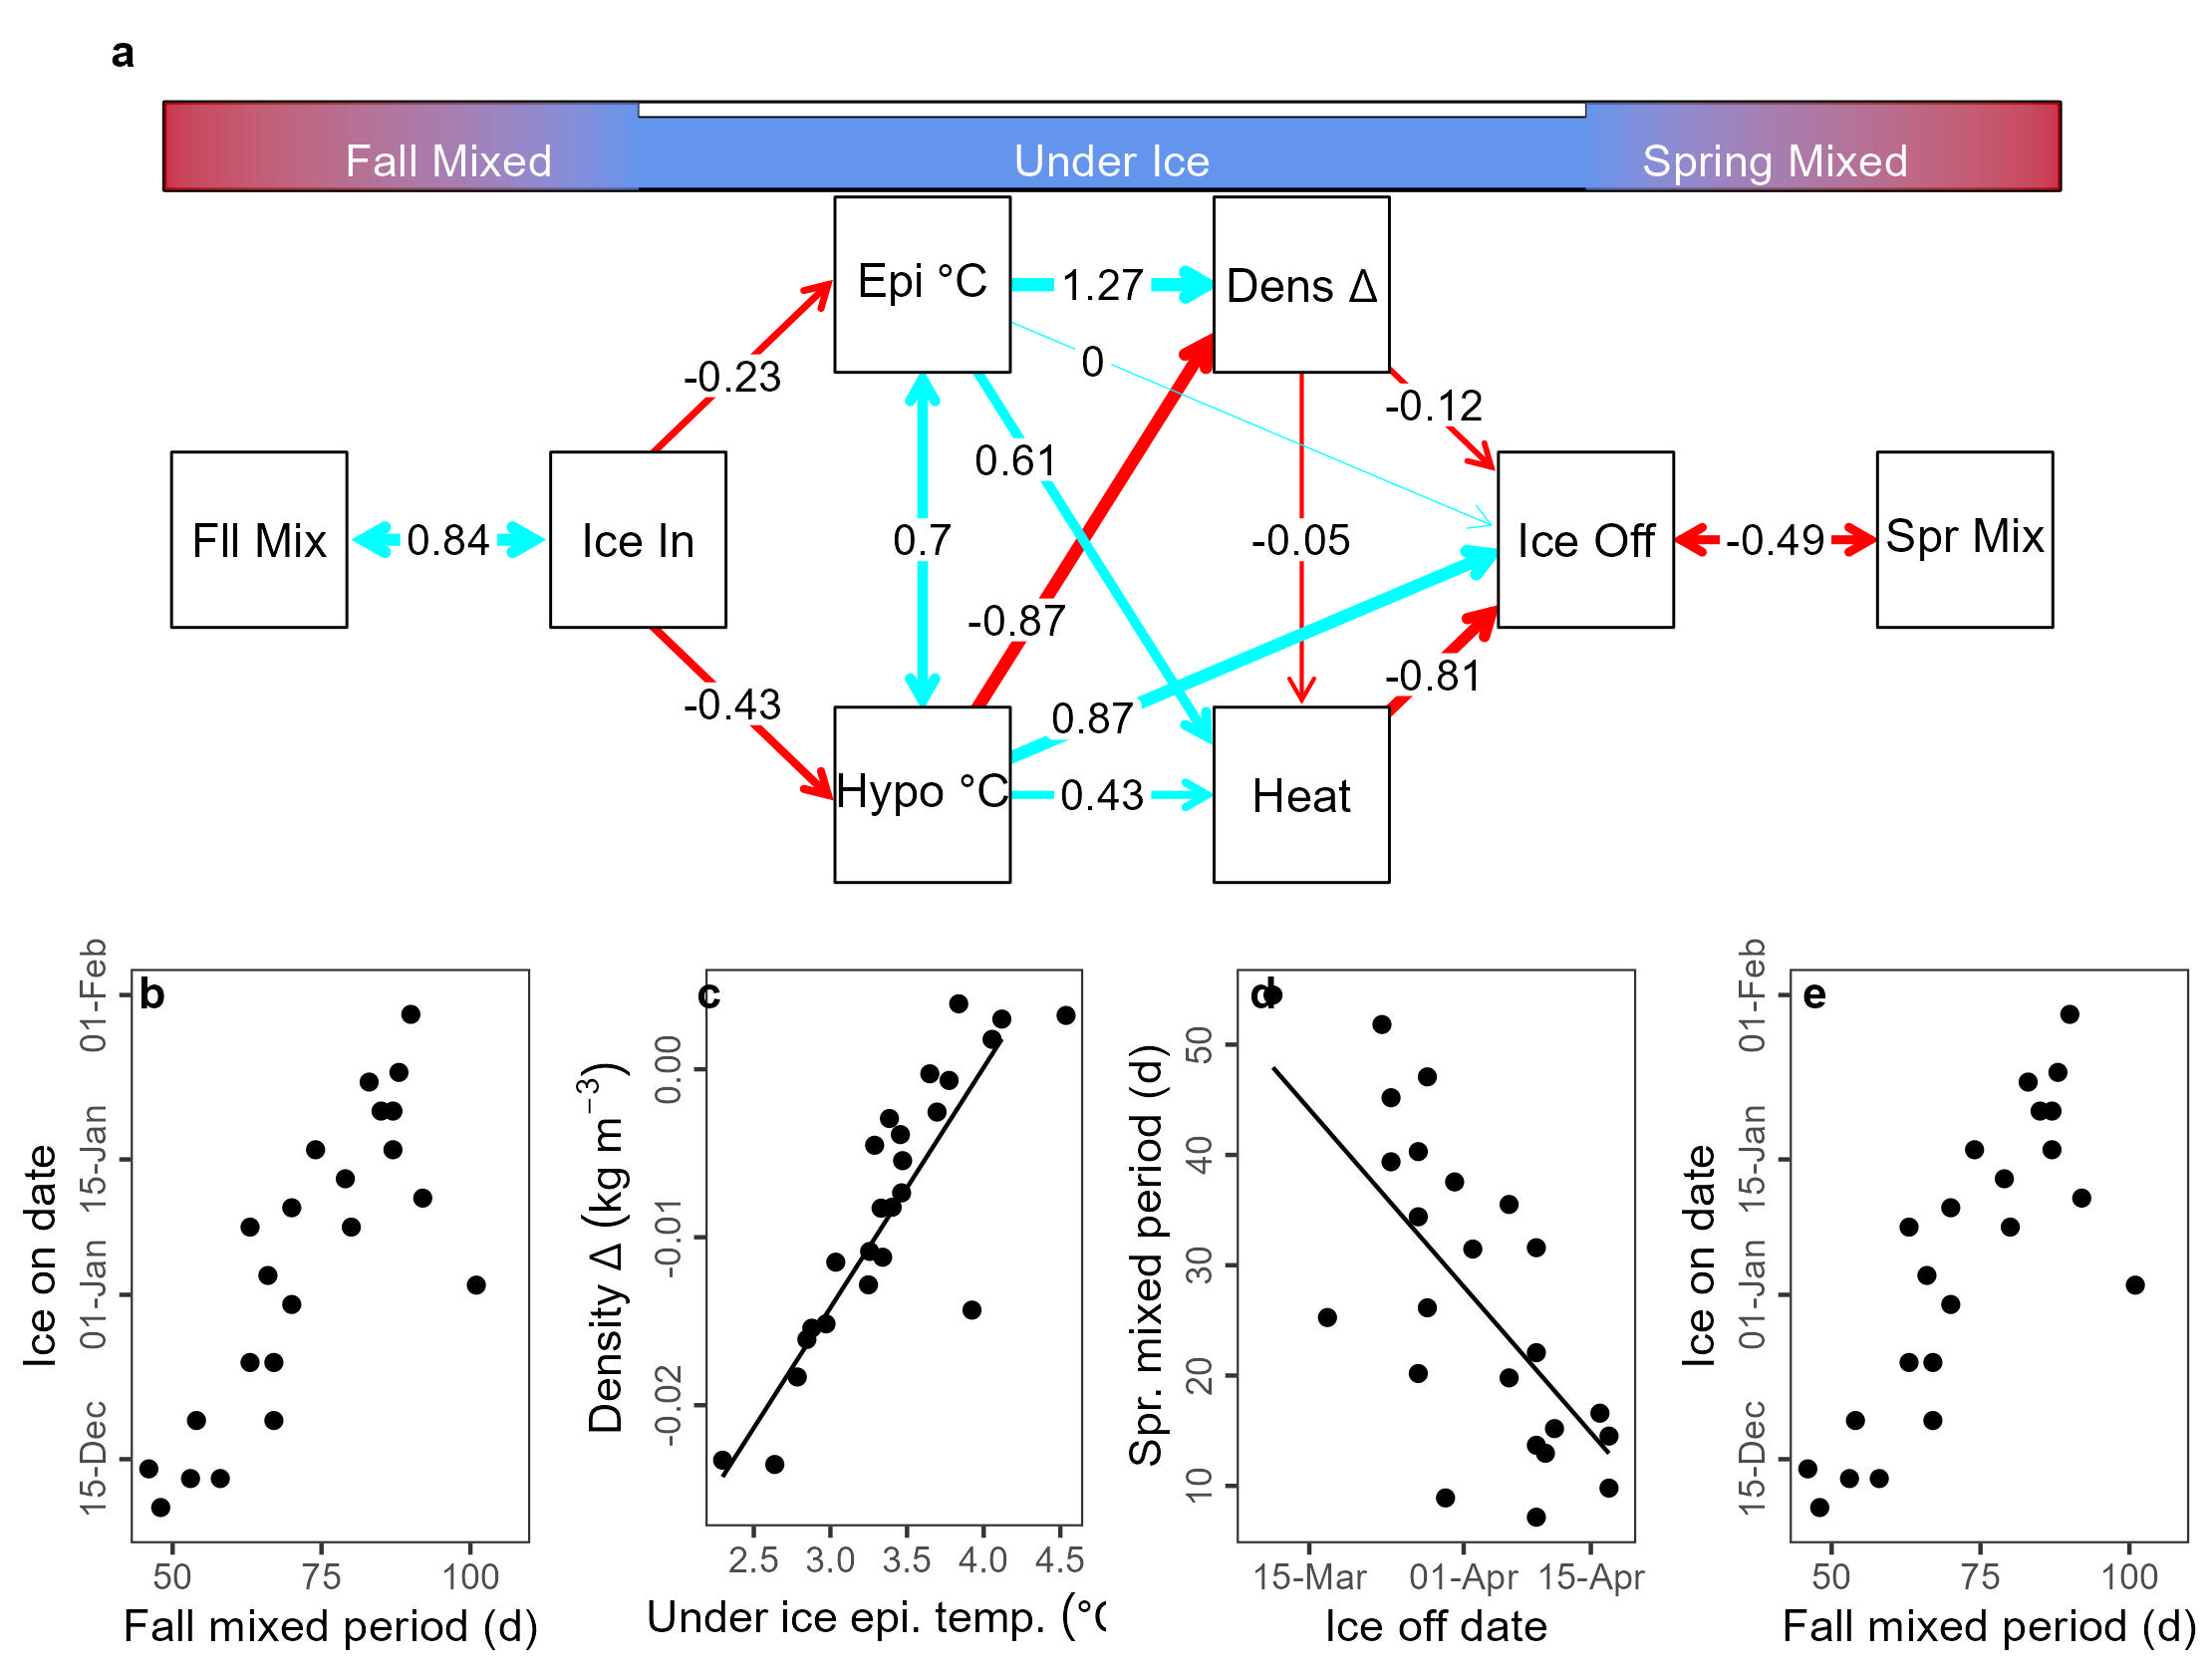 a
Fall Mixed Under Ice Spring Mixed
Epi °C 1.27 Dens Δ
0
-0.23 -0.12
0.61
Fll Mix 0.84 Ice In 0.7 -0.05 Ice Off -0.49 Spr Mix
-0.87
-0.43 0.87 -0.81
Hypo °C 0.43 Heat
b
Ice on date
01-Feb
15-Jan
01-Jan
15-Dec
50 75 100
Fall mixed period (d)
c
Density Δ (kg m−3)
0.00
-0.01
-0.02
2.5 3.0 3.5 4.0 4.5
Under ice epi. temp. (°C
d
Spr. mixed period (d)
50
40
30
20
10
15-Mar 01-Apr 15-Apr
Ice off date
e
Ice on date
01-Feb
15-Jan
01-Jan
15-Dec
50 75 100
Fall mixed period (d)